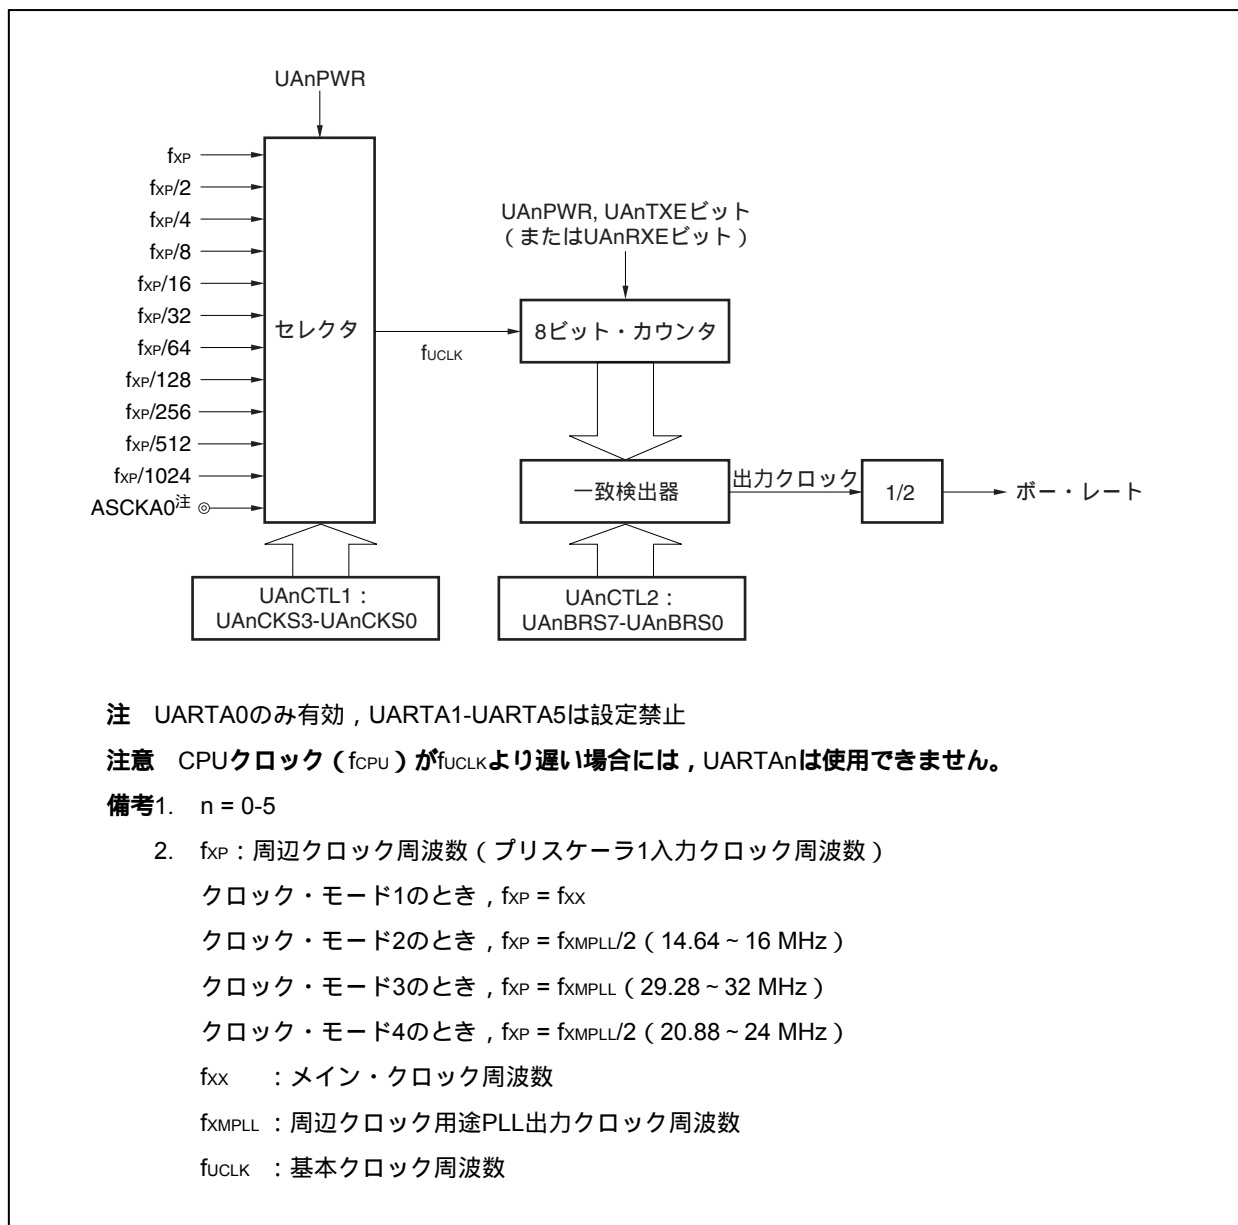 UAnPWR
fXP
fXP/2
fXP/4
fXP/8
fXP/16
fXP/32
fXP/64
fXP/128
fXP/256
fXP/512
fXP/1024
ASCKA0注
セレクタ
fUCLK
UAnPWR, UAnTXEビット
（またはUAnRXEビット）
8ビット・カウンタ
一致検出器
出力クロック
1/2
ボー・レート
UAnCTL1：
UAnCKS3-UAnCKS0
UAnCTL2：
UAnBRS7-UAnBRS0
注 UARTA0のみ有効，UARTA1-UARTA5は設定禁止
注意 CPUクロック（fCPU）がfUCLKより遅い場合には，UARTAnは使用できません。
備考1. n = 0-5
2. fXP：周辺クロック周波数（プリスケーラ1入力クロック周波数）
クロック・モード1のとき，fXP = fXX
クロック・モード2のとき，fXP = fXMPLL/2（14.64～16 MHz）
クロック・モード3のとき，fXP = fXMPLL（29.28～32 MHz）
クロック・モード4のとき，fXP = fXMPLL/2（20.88～24 MHz）
fXX ：メイン・クロック周波数
fXMPLL：周辺クロック用途PLL出力クロック周波数
fUCLK ：基本クロック周波数